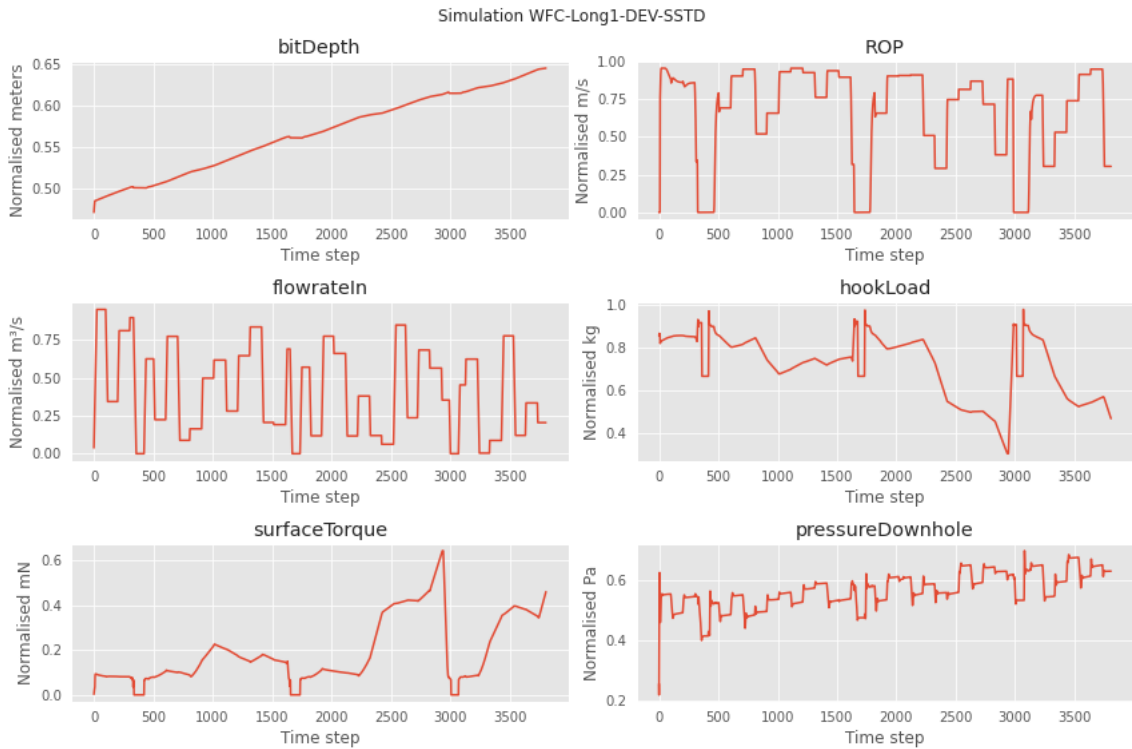 Simulation WFC-Long1-DEV-SSTD
bitDepth
Normalised meters
0.65
0.60
0.55
0.50
0 500 1000 1500 2000 2500 3000 3500
Time step
ROP
Normalised m/s
1.00
0.75
0.50
0.25
0.00
0 500 1000 1500 2000 2500 3000 3500
Time step
flowrateIn
Normalised m³/s
0.75
0.50
0.25
0.00
0 500 1000 1500 2000 2500 3000 3500
Time step
hookLoad
Normalised kg
1.0
0.8
0.6
0.4
0 500 1000 1500 2000 2500 3000 3500
Time step
surfaceTorque
Normalised mN
0.6
0.4
0.2
0.0
0 500 1000 1500 2000 2500 3000 3500
Time step
pressureDownhole
Normalised Pa
0.6
0.4
0.2
0 500 1000 1500 2000 2500 3000 3500
Time step